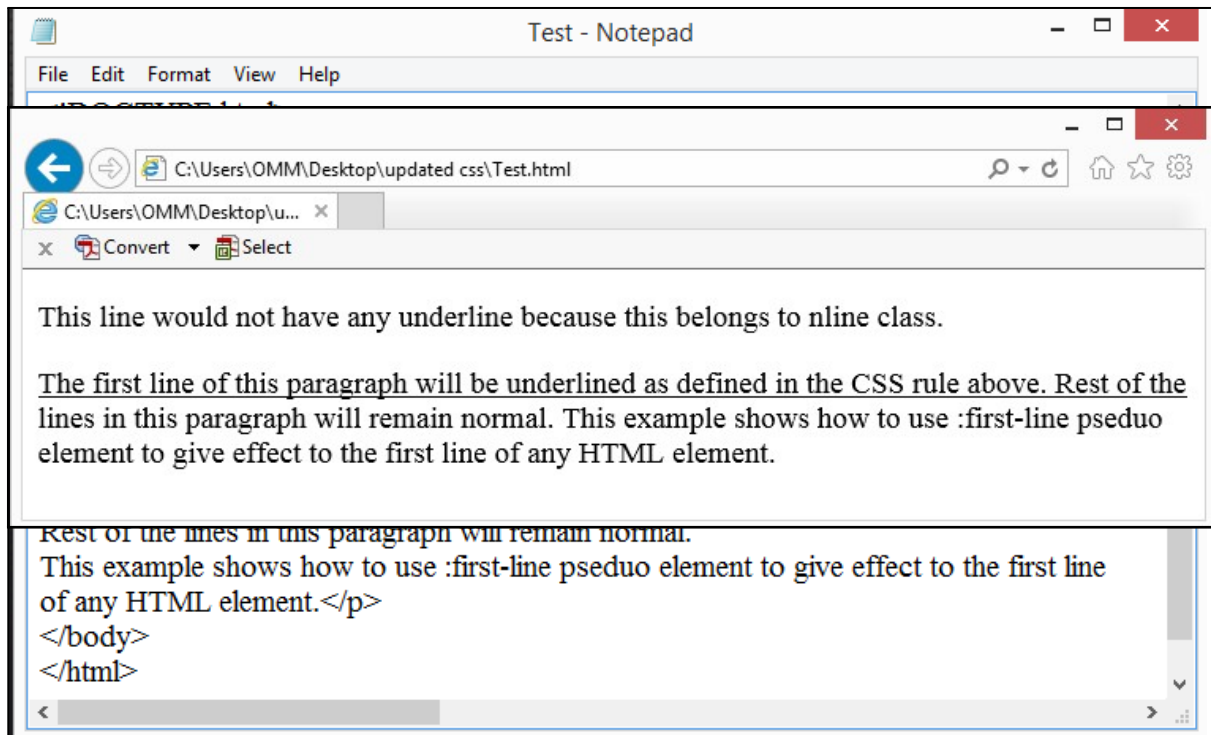 Test - Notepad
File Edit Format View Help
C:\Users\OMM\Desktop\updated css\Test.html
C:\Users\OMM\Desktop\u...
x Convert Select
This line would not have any underline because this belongs to nline class.
The first line of this paragraph will be underlined as defined in the CSS rule above. Rest of the
lines in this paragraph will remain normal. This example shows how to use :first-line pseduo
element to give effect to the first line of any HTML element.
Rest of the lines in this paragraph will remain normal.
This example shows how to use :first-line pseduo element to give effect to the first line
of any HTML element.</p>
</body>
</html>